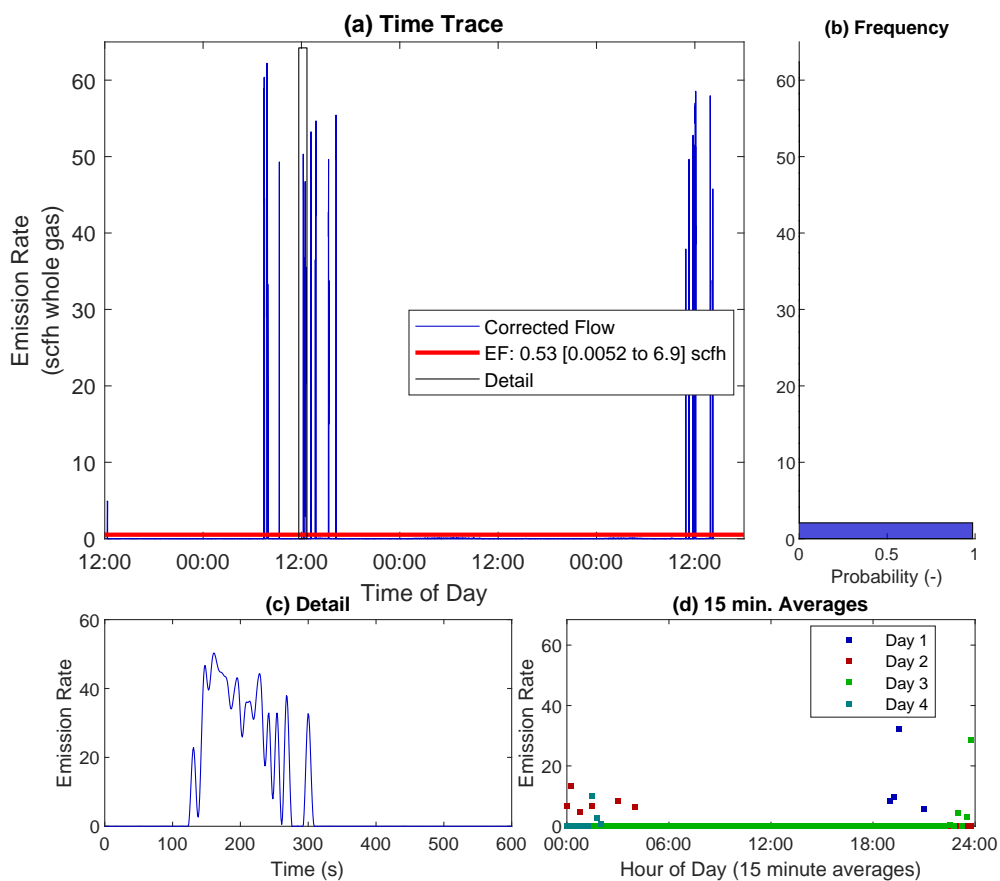 (a) Time Trace
Emission Rate
(scfh whole gas)
60
50
40
30
20
10
0
12:00
00:00
12:00
00:00
12:00
00:00
12:00
Time of Day
Corrected Flow
EF: 0.53 [0.0052 to 6.9] scfh
Detail
(b) Frequency
60
50
40
30
20
10
0
0
0.5
1
Probability (-)
(c) Detail
Emission Rate
60
40
20
0
0
100
200
300
400
500
600
Time (s)
(d) 15 min. Averages
Emission Rate
60
40
20
0
00:00
06:00
12:00
18:00
24:00
Hour of Day (15 minute averages)
Day 1
Day 2
Day 3
Day 4